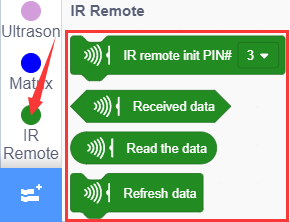 Ultrason
Matrix
IR
Remote
IR Remote
IR remote init PIN# 3
Received data
Read the data
Refresh data